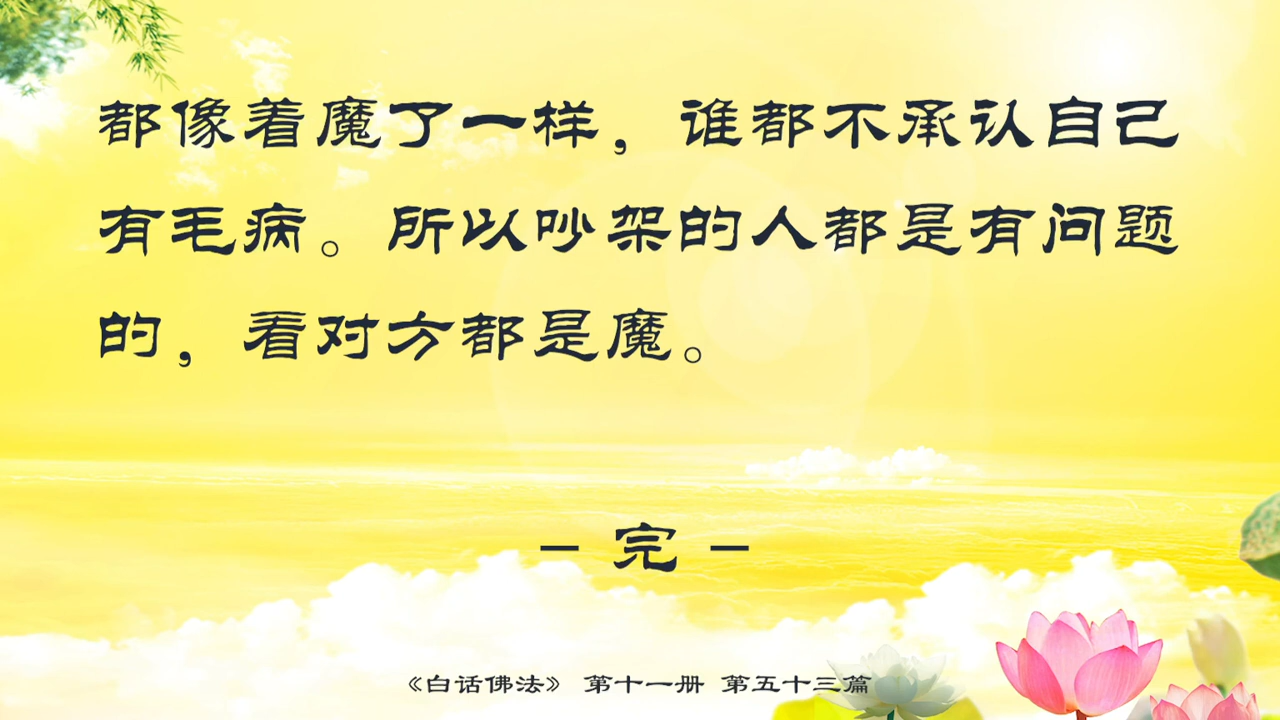 都像着魔了一样，谁都不承认自己
有毛病。所以吵架的人都是有问题
的，看对方都是魔。
－ 完 －
《白话佛法》 第十一册 第五十三篇